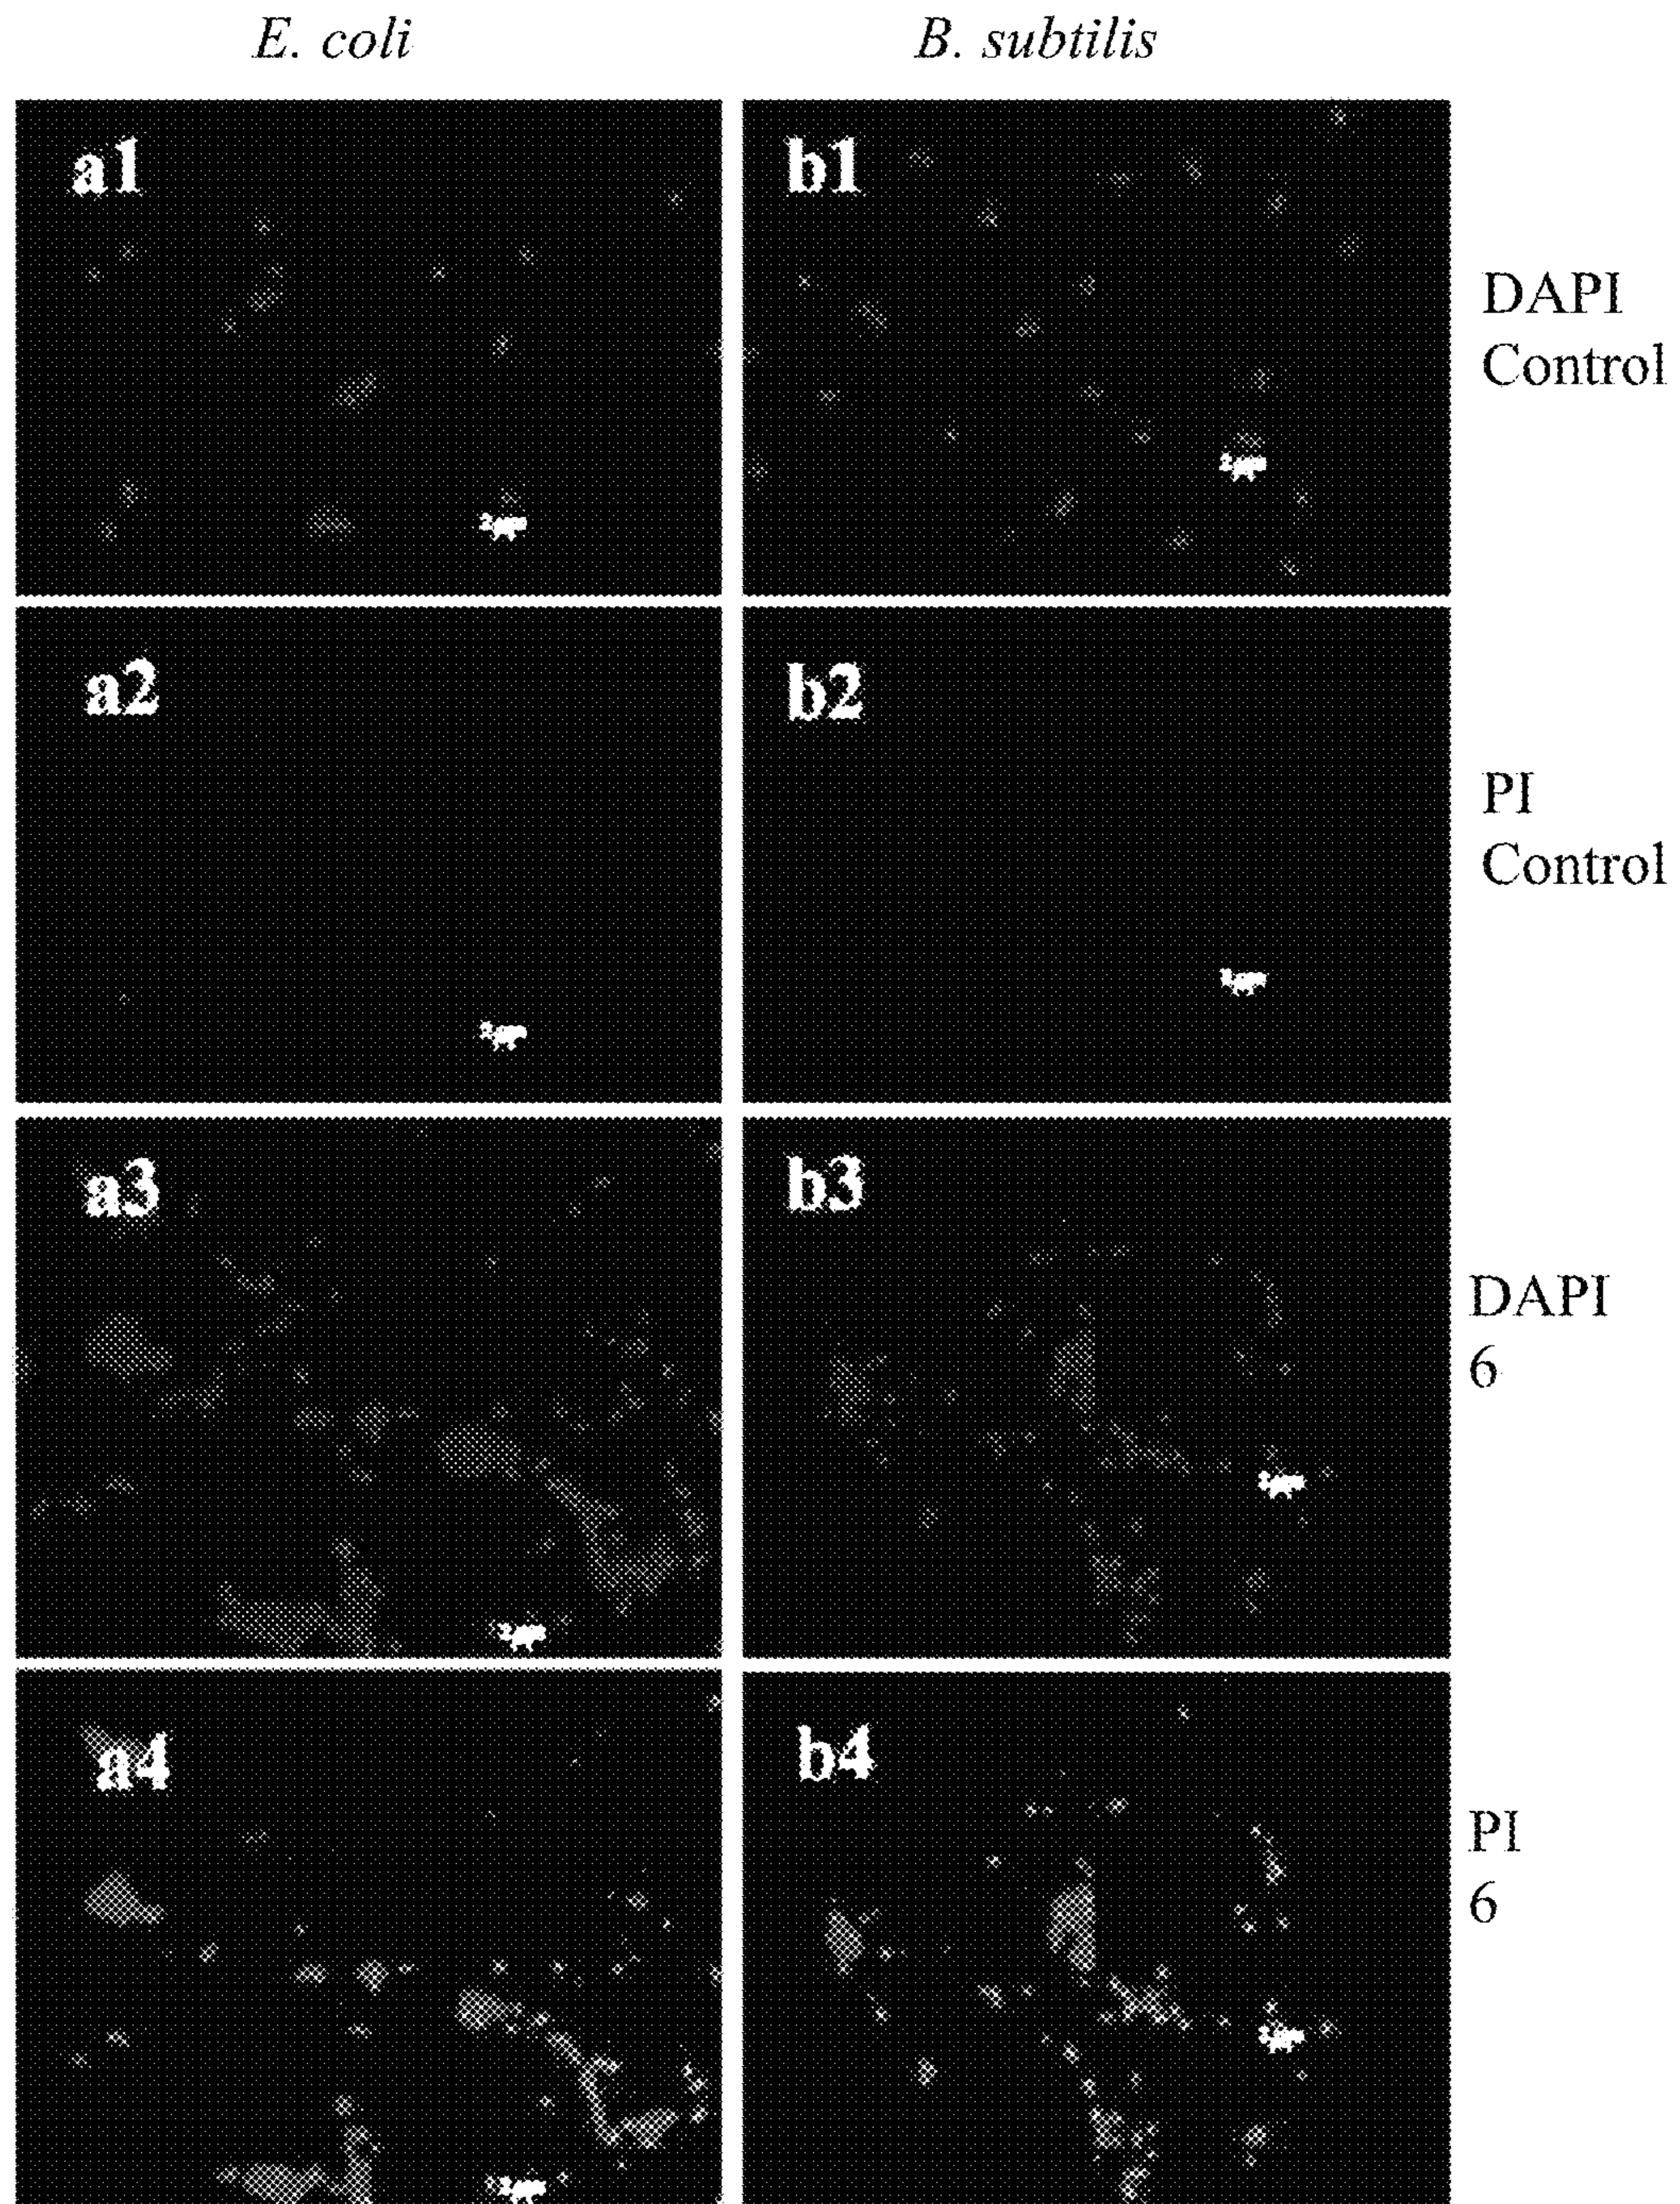 E. coli
B. subtilis
a1
b1
DAPI
Control
a2
b2
PI
Control
a3
b3
DAPI
6
a4
b4
PI
6